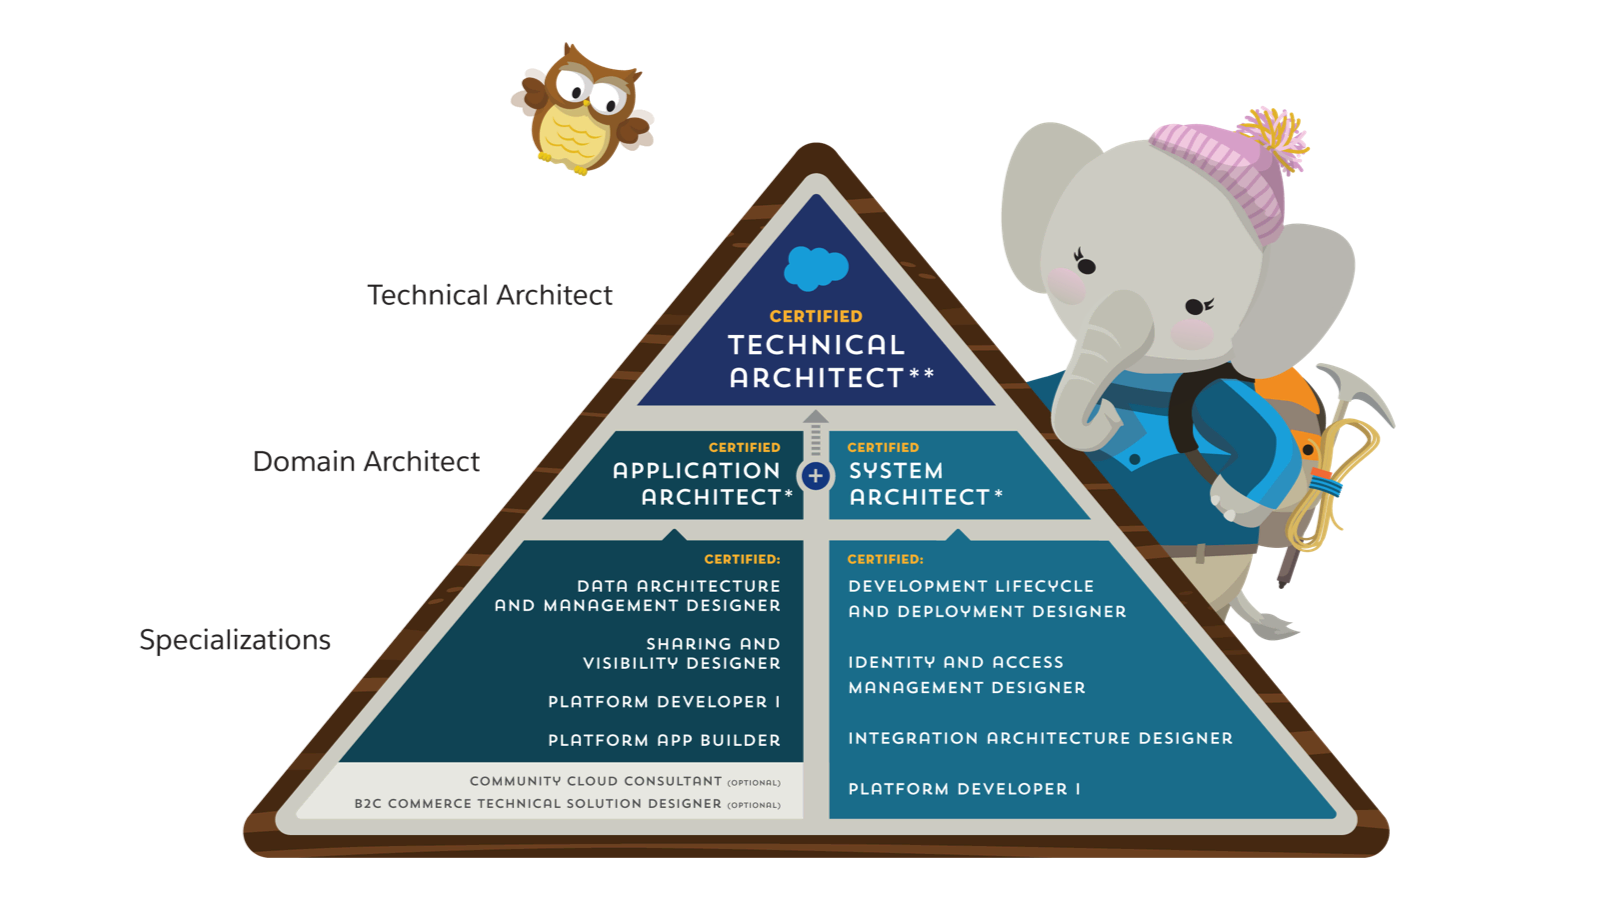 Technical Architect
CERTIFIED
TECHNICAL
ARCHITECT**
Domain Architect
CERTIFIED
APPLICATION
ARCHITECT*
+
CERTIFIED
SYSTEM
ARCHITECT*
Specializations
CERTIFIED:
DATA ARCHITECTURE
AND MANAGEMENT DESIGNER
SHARING AND
VISIBILITY DESIGNER
PLATFORM DEVELOPER I
PLATFORM APP BUILDER
COMMUNITY CLOUD CONSULTANT (OPTIONAL)
B2C COMMERCE TECHNICAL SOLUTION DESIGNER (OPTIONAL)
CERTIFIED:
DEVELOPMENT LIFECYCLE
AND DEPLOYMENT DESIGNER
IDENTITY AND ACCESS
MANAGEMENT DESIGNER
INTEGRATION ARCHITECTURE DESIGNER
PLATFORM DEVELOPER I